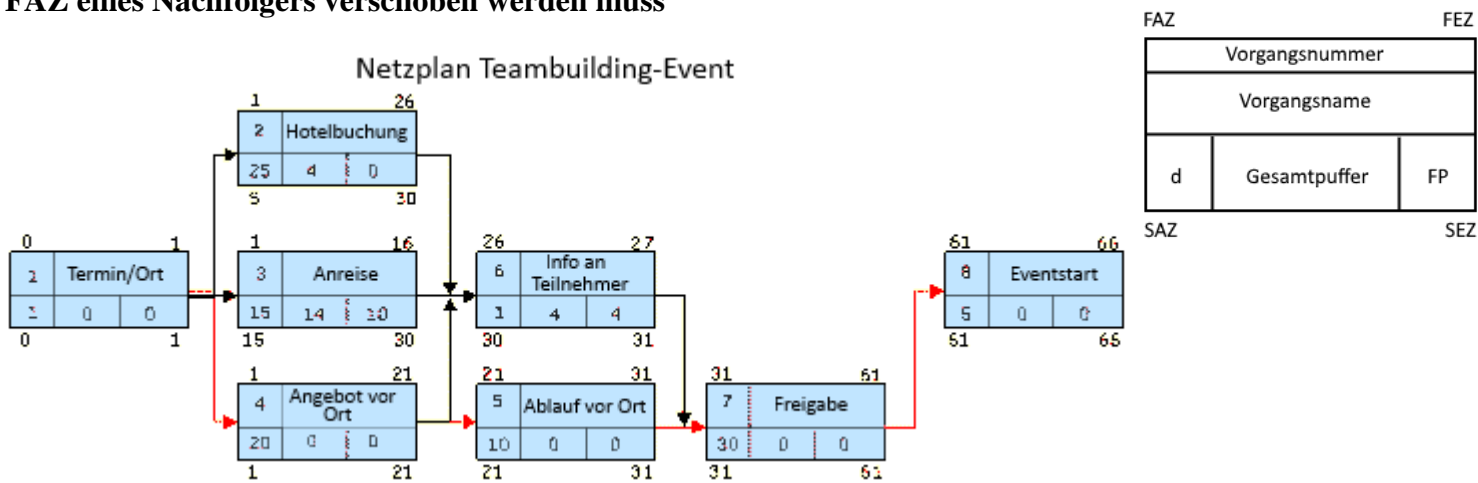 FAZ eines Nachfolgers verschoben werden muss
FAZ FEZ
Vorgangsnummer
Vorgangsname
d Gesamtpuffer FP
SAZ SEZ
Netzplan Teambuilding-Event
1 26
2 Hotelbuchung
25 4 0
5 30
0 1
Termin/Ort
0 0
0 1
1 16
3 Anreise
15 14 10
15 30
26 27
6 Info an
Teilnehmer
1 4 4
30 31
61 66
8 Eventstart
5 0 0
61 66
1 21
4 Angebot vor
Ort
20 0 0
1 21
21 31
5 Ablauf vor Ort
10 0 0
21 31
31 61
7 Freigabe
30 0 0
31 61